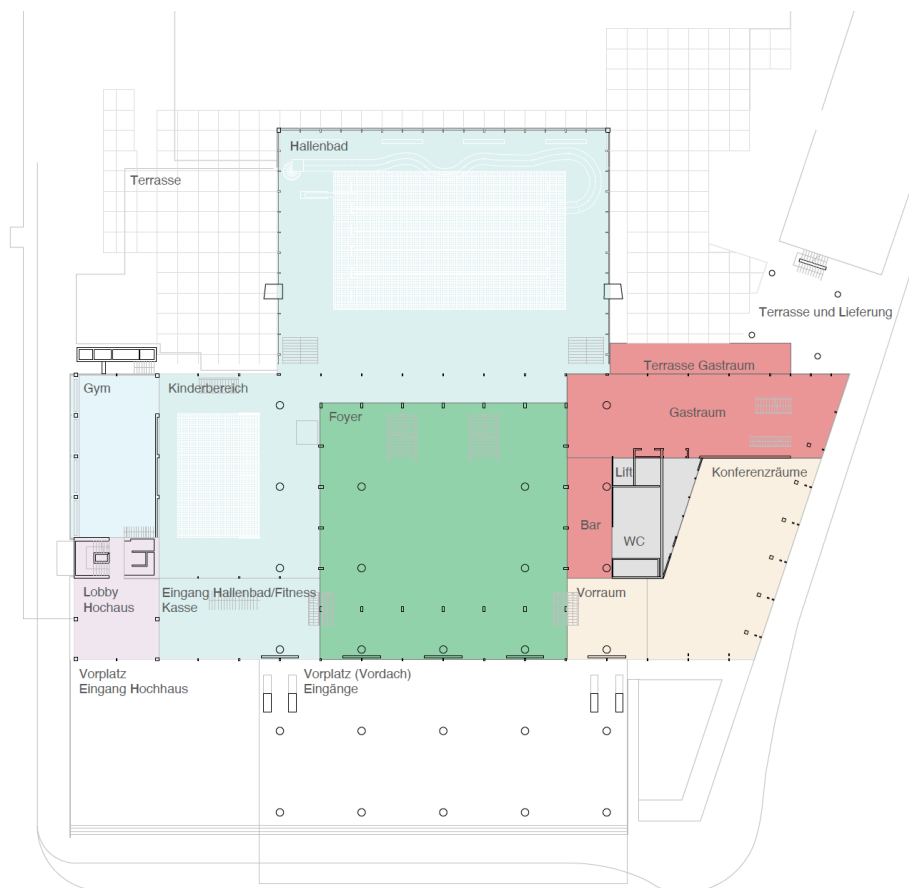 Hallenbad
Terrasse
Terrasse und Lieferung
Terrasse Gastraum
Gym
Kinderbereich
Gastraum
Foyer
Lift
Konferenzräume
Bar
WC
Lobby
Hochaus
Eingang Hallenbad/Fitness
Kasse
Vorraum
Vorplatz
Eingang Hochhaus
Vorplatz (Vordach)
Eingänge